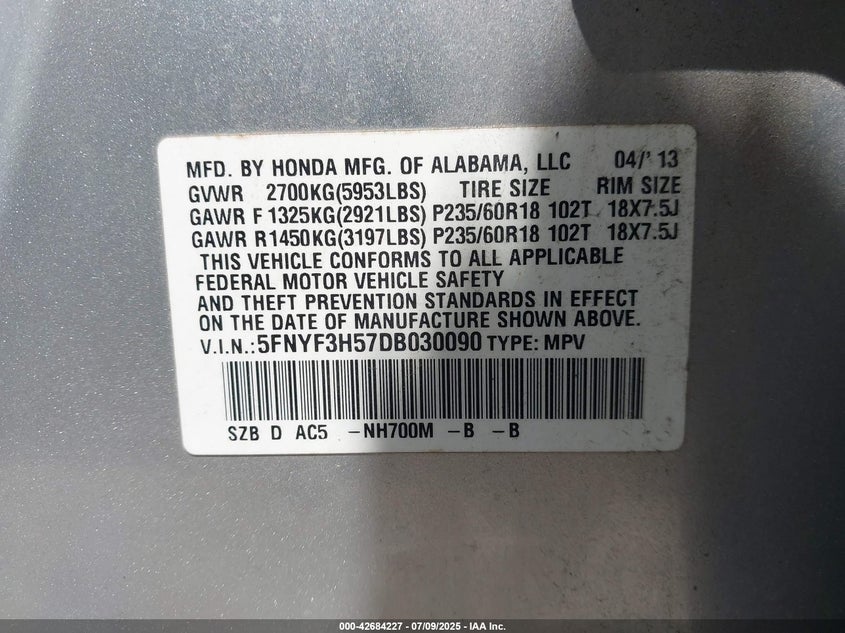 MFD. BY HONDA MFG. OF ALABAMA, LLC 04/'13
GVWR 2700KG(5953LBS) TIRE SIZE RIM SIZE
GAWR F 1325KG(2921LBS) P235/60R18 102T 18X7.5J
GAWR R1450KG(3197LBS) P235/60R18 102T 18X7.5J
THIS VEHICLE CONFORMS TO ALL APPLICABLE
FEDERAL MOTOR VEHICLE SAFETY
AND THEFT PREVENTION STANDARDS IN EFFECT
ON THE DATE OF MANUFACTURE SHOWN ABOVE.
V.I.N.:5FNYF3H57DB030090 TYPE: MPV
SZB D AC5 -NH700M -B -B
000-42684227 - 07/09/2025 - IAA Inc.